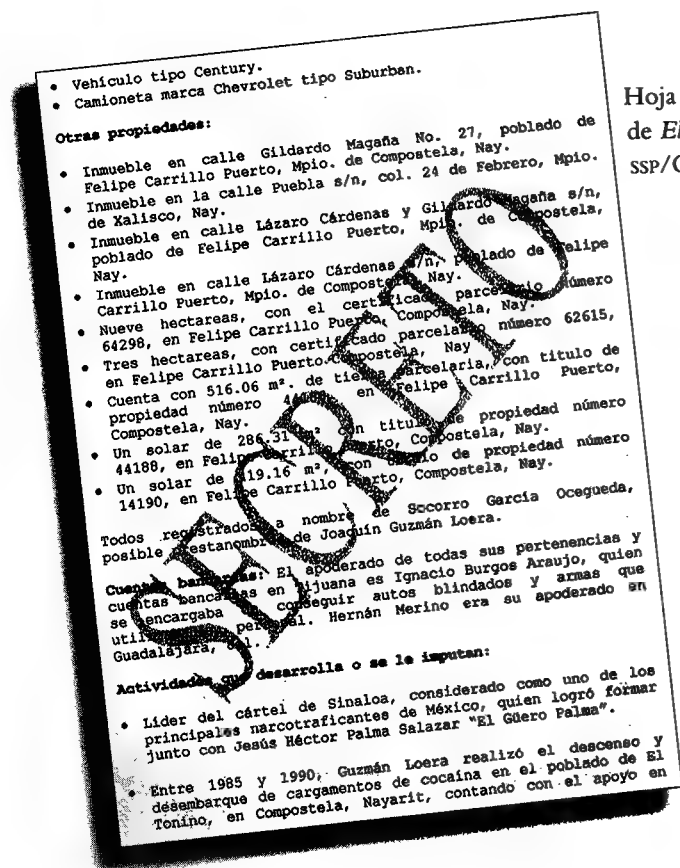 • Vehículo tipo Century.
• Camioneta marca Chevrolet tipo Suburban.
Otras propiedades:
• Inmueble en calle Gildardo Magaña No. 27, poblado de
Felipe Carrillo Puerto, Mpio. de Compostela, Nay.
• Inmueble en la calle Puebla s/n, col. 24 de Febrero, Mpio.
de Xalisco, Nay.
• Inmueble en calle Lázaro Cárdenas y Gildardo Magaña s/n,
poblado de Felipe Carrillo Puerto, Mpio. de Compostela,
Nay.
• Inmueble en calle Lázaro Cárdenas s/n, poblado de Felipe
Carrillo Puerto, Mpio. de Compostela, Nay.
• Nueve hectareas, con el certificado parcelario número
64298, en Felipe Carrillo Puerto, Compostela, Nay.
• Tres hectareas, con certificado parcelario número 62615,
en Felipe Carrillo Puerto. Compostela, Nay
• Cuenta con 516.06 m². de tierra parcelaria, con titulo de
propiedad número en Felipe Carrillo Puerto,
Compostela, Nay.
• Un solar de 286.31 m² con titulo de propiedad número
44188, en Felipe Carrillo Puerto, Compostela, Nay.
• Un solar de 419.16 m², con titulo de propiedad número
14190, en Felipe Carrillo Puerto, Compostela, Nay.
Todos registrados a nombre de Socorro García Ocegueda,
posible prestanombre de Joaquín Guzmán Loera.
Cuentas bancarias: El apoderado de todas sus pertenencias y
cuentas bancarias en Tijuana es Ignacio Burgos Araujo, quien
se encargaba conseguir autos blindados y armas que
personal. Hernán Merino era su apoderado en
Guadalajara, Jal.
Actividades que desarrolla o se le imputan:
• Líder del cártel de Sinaloa, considerado como uno de los
principales narcotraficantes de México, quien logró formar
junto con Jesús Héctor Palma Salazar "El Güero Palma".
• Entre 1985 y 1990, Guzmán Loera realizó el descenso y
desembarque de cargamentos de cocaína en el poblado de El
Tonino, en Compostela, Nayarit, contando con el apoyo en
SECRETO
Hoja
de El
SSP/